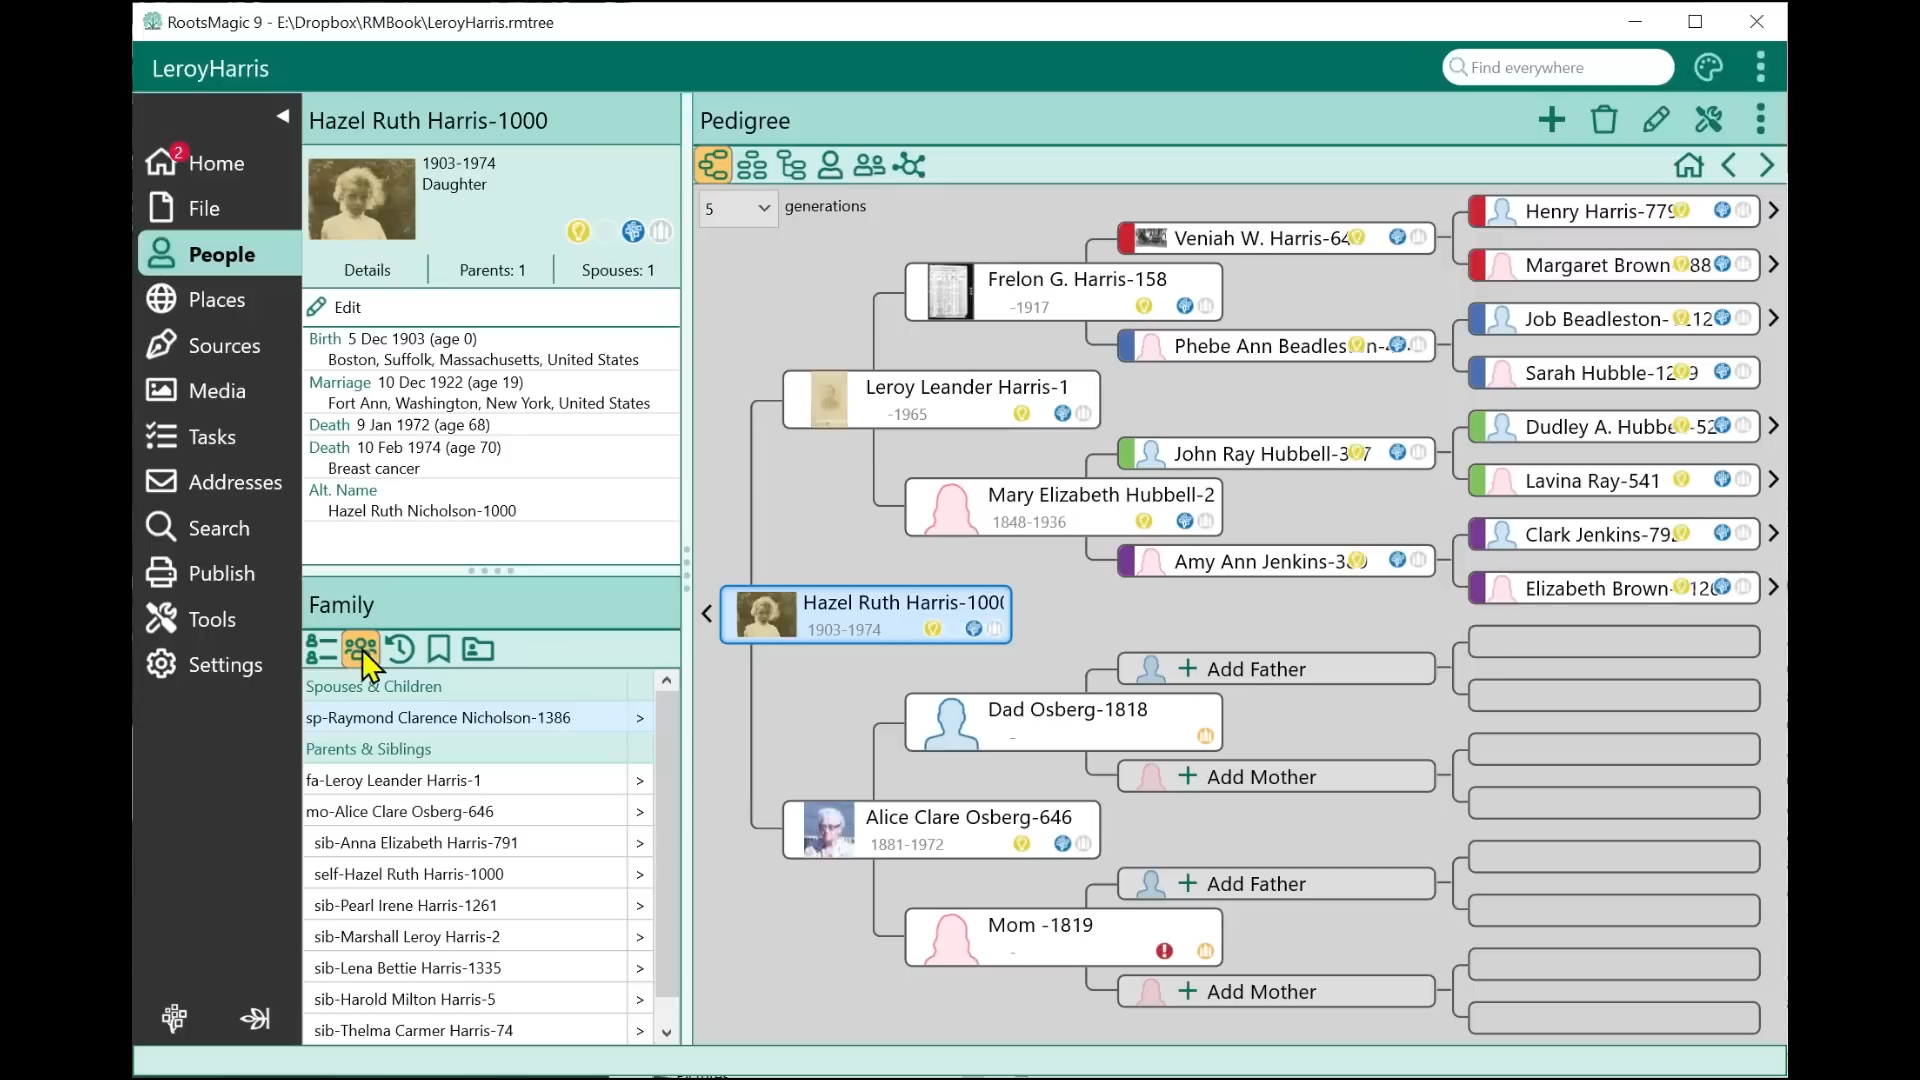 RootsMagic 9 - E:\Dropbox\RMBook\LeroyHarris.rmtree
LeroyHarris
Find everywhere
2
Home
File
People
Places
Sources
Media
Tasks
Addresses
Search
Publish
Tools
Settings
Hazel Ruth Harris-1000
1903-1974
Daughter
Details
Parents: 1
Spouses: 1
Edit
Birth 5 Dec 1903 (age 0)
Boston, Suffolk, Massachusetts, United States
Marriage 10 Dec 1922 (age 19)
Fort Ann, Washington, New York, United States
Death 9 Jan 1972 (age 68)
Death 10 Feb 1974 (age 70)
Breast cancer
Alt. Name
Hazel Ruth Nicholson-1000
Family
Spouses & Children
sp-Raymond Clarence Nicholson-1386 >
Parents & Siblings
fa-Leroy Leander Harris-1 >
mo-Alice Clare Osberg-646 >
sib-Anna Elizabeth Harris-791 >
self-Hazel Ruth Harris-1000 >
sib-Pearl Irene Harris-1261 >
sib-Marshall Leroy Harris-2 >
sib-Lena Bettie Harris-1335 >
sib-Harold Milton Harris-5 >
sib-Thelma Carmer Harris-74 >
Pedigree
5 generations
Hazel Ruth Harris-1000
1903-1974
Leroy Leander Harris-1
-1965
Alice Clare Osberg-646
1881-1972
Frelon G. Harris-158
-1917
Mary Elizabeth Hubbell-2
1848-1936
Dad Osberg-1818
-
Mom -1819
-
Veniah W. Harris-64
Phebe Ann
John Ray Hubbell-3
Amy Ann Jenkins-3
Add Father
Add Mother
Add Father
Add Mother
Henry Harris-779
Margaret Brown 88
Job Beadleston- 12
Sarah Hubble-12 9
Dudley A. -52
Lavina Ray-541
Clark Jenkins-79
Elizabeth Brown- 12